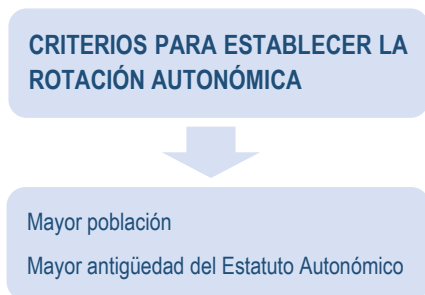 CRITERIOS PARA ESTABLECER LA
ROTACIÓN AUTONÓMICA
Mayor población
Mayor antigüedad del Estatuto Autonómico